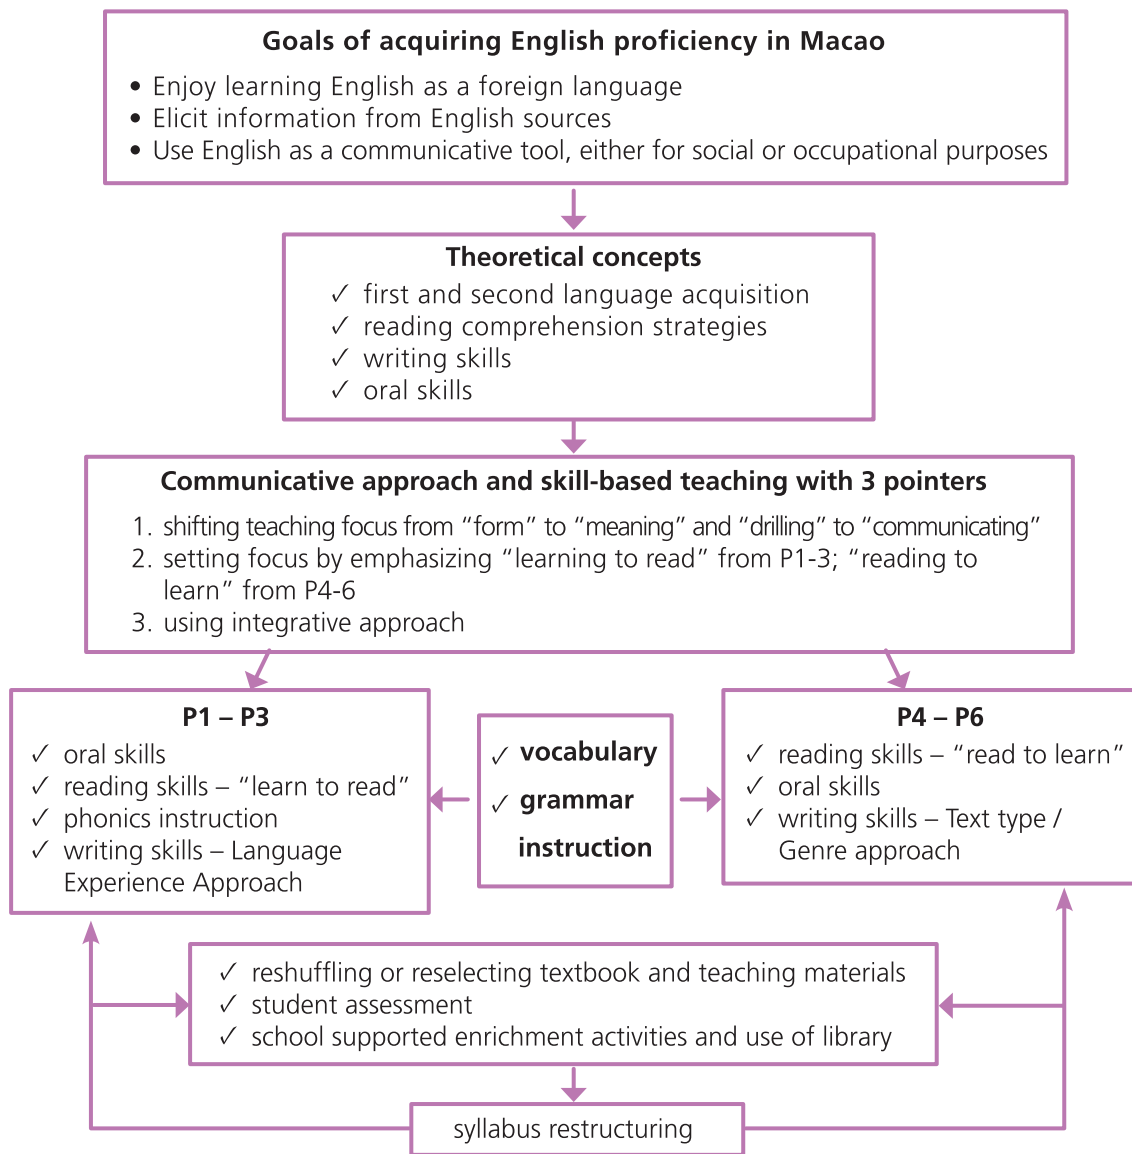 Goals of acquiring English proficiency in Macao
• Enjoy learning English as a foreign language
• Elicit information from English sources
• Use English as a communicative tool, either for social or occupational purposes
Theoretical concepts
✓ first and second language acquisition
✓ reading comprehension strategies
✓ writing skills
✓ oral skills
Communicative approach and skill-based teaching with 3 pointers
1. shifting teaching focus from “form” to “meaning” and “drilling” to “communicating”
2. setting focus by emphasizing “learning to read” from P1-3; “reading to
learn” from P4-6
3. using integrative approach
P1 – P3
✓ oral skills
✓ reading skills – “learn to read”
✓ phonics instruction
✓ writing skills – Language
Experience Approach
✓ vocabulary
✓ grammar
instruction
P4 – P6
✓ reading skills – “read to learn”
✓ oral skills
✓ writing skills – Text type /
Genre approach
✓ reshuffling or reselecting textbook and teaching materials
✓ student assessment
✓ school supported enrichment activities and use of library
syllabus restructuring